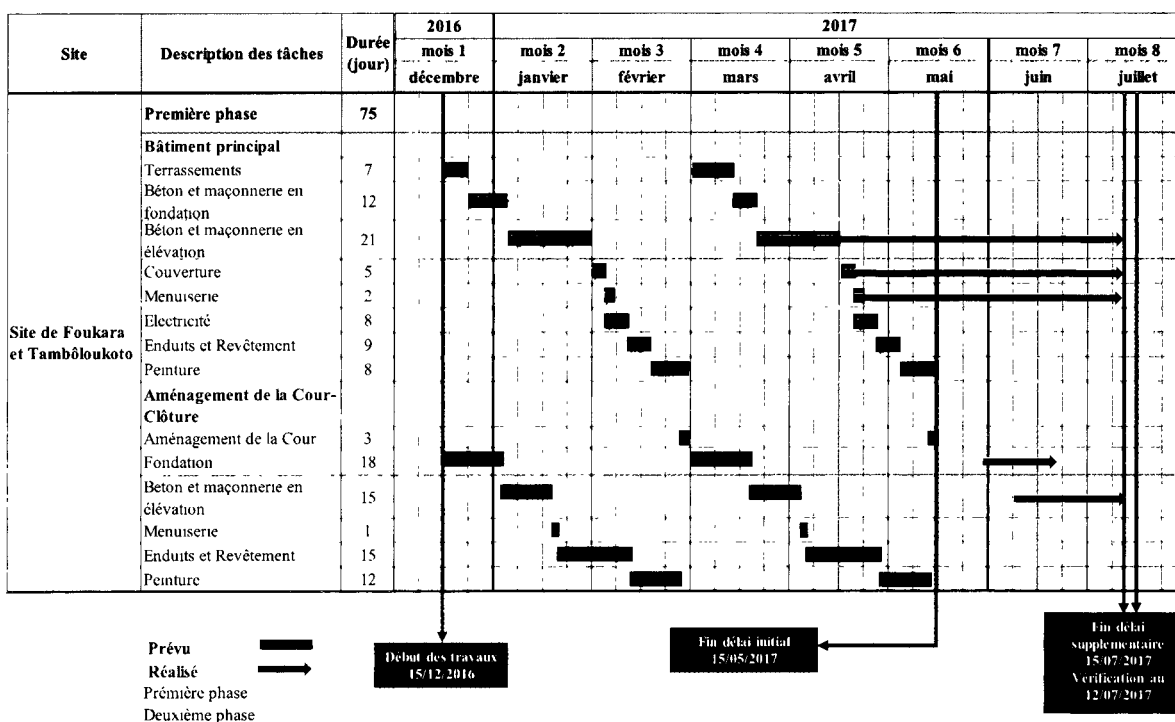 2016 2017
Site Description des tâches Durée (jour) mois 1 mois 2 mois 3 mois 4 mois 5 mois 6 mois 7 mois 8
décembre janvier février mars avril mai juin juillet
Première phase 75
Bâtiment principal
Terrassements 7
Béton et maçonnerie en
fondation 12
Béton et maçonnerie en
élévation 21
Couverture 5
Menuiserie 2
Site de Foukara
et Tambôloukoto
Electricité 8
Enduits et Revêtement 9
Peinture 8
Aménagement de la Cour-
Clôture
Aménagement de la Cour 3
Fondation 18
Beton et maçonnerie en
élévation 15
Menuiserie 1
Enduits et Revêtement 15
Peinture 12
Prévu
Réalisé
Prémière phase
Deuxième phase
Début des travaux
15/12/2016
Fin délai initial
15/05/2017
Fin délai
supplementaire
15/07/2017
Vérification au
12/07/2017